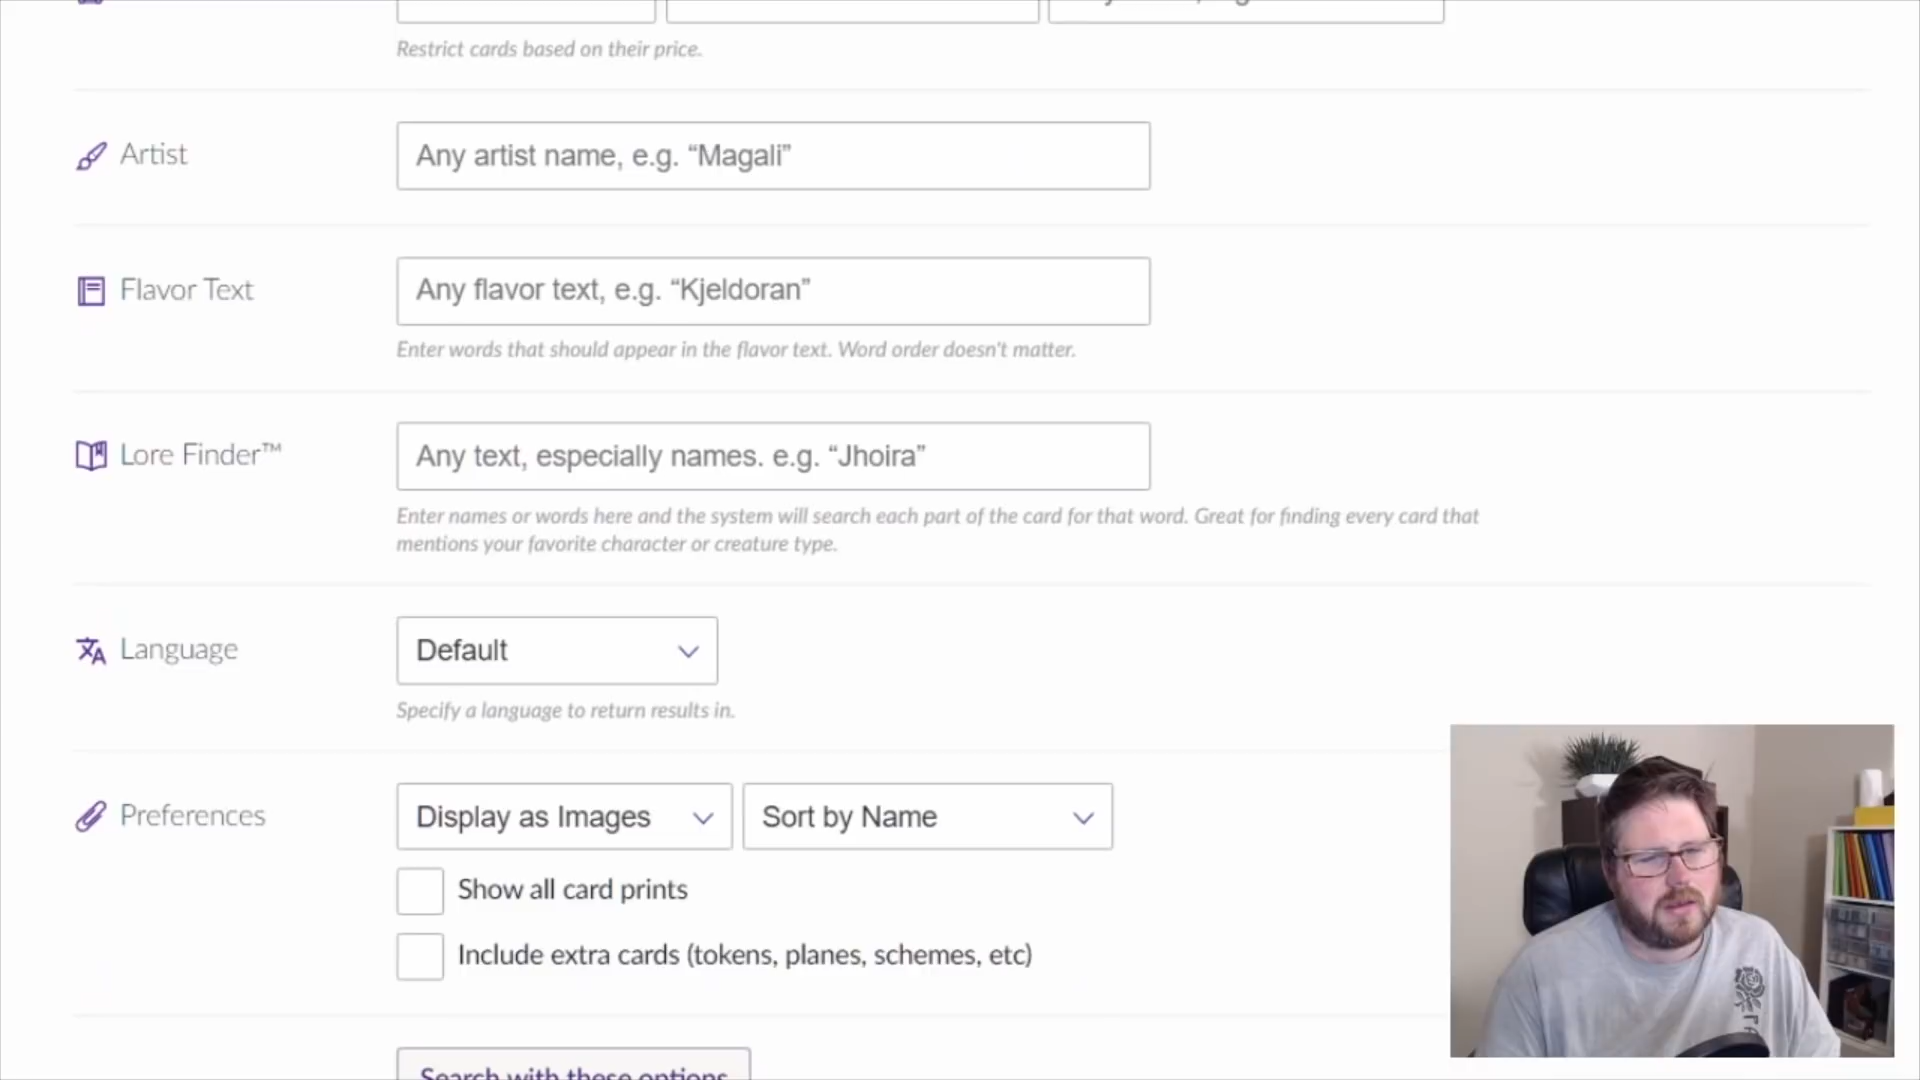 Restrict cards based on their price.
Artist
Any artist name, e.g. “Magali”
Flavor Text
Any flavor text, e.g. “Kjeldoran”
Enter words that should appear in the flavor text. Word order doesn't matter.
Lore Finder™
Any text, especially names. e.g. “Jhoira”
Enter names or words here and the system will search each part of the card for that word. Great for finding every card that
mentions your favorite character or creature type.
Language
Default
Specify a language to return results in.
Preferences
Display as Images
Sort by Name
Show all card prints
Include extra cards (tokens, planes, schemes, etc)
Search with these options